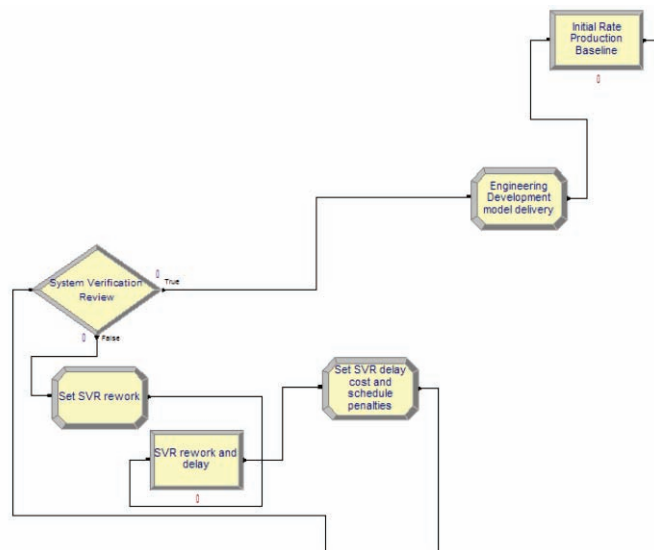 Initial Rate
Production
Baseline
0
Engineering
Development
model delivery
System Verification
Review
0
True
0
False
Set SVR rework
Set SVR delay
cost and
schedule
penalties
SVR rework and
delay
0